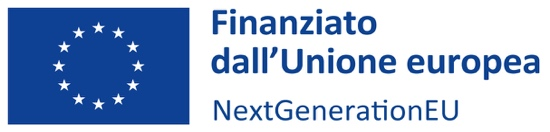 Finanziato
dall’Unione europea
NextGenerationEU